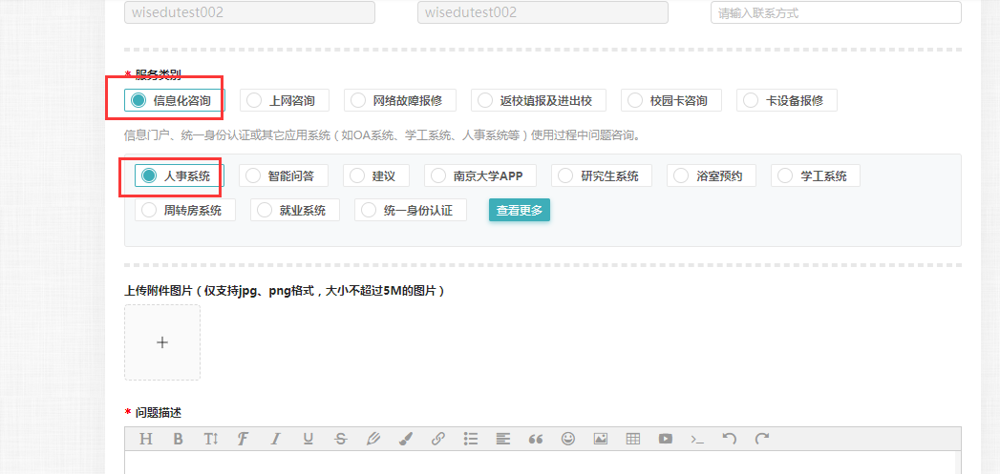 wisedutest002 wisedutest002 请输入联系方式
* 服务类别
信息化咨询 上网咨询 网络故障报修 返校填报及进出校 校园卡咨询 卡设备报修
信息门户、统一身份认证或其它应用系统（如OA系统、学工系统、人事系统等）使用过程中问题咨询。
人事系统 智能问答 建议 南京大学APP 研究生系统 浴室预约 学工系统
周转房系统 就业系统 统一身份认证 查看更多
上传附件图片（仅支持jpg、png格式，大小不超过5M的图片）
* 问题描述